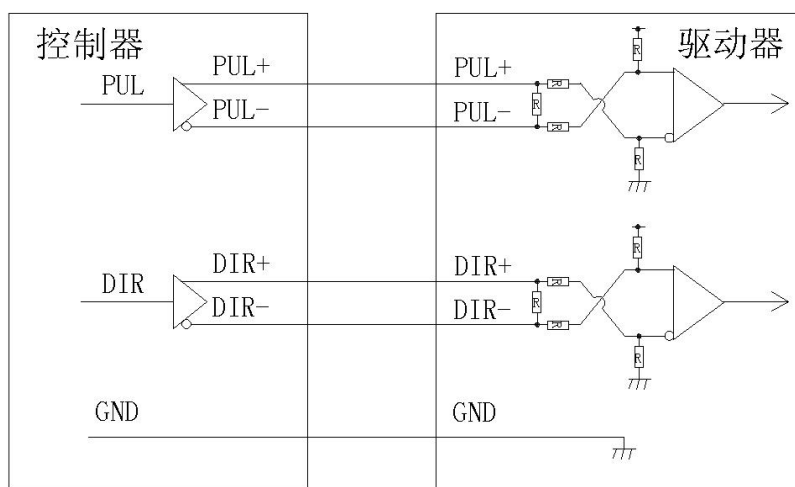 控制器
驱动器
PUL
PUL+
PUL-
PUL+
PUL-
R
R
R
R
R
DIR
DIR+
DIR-
DIR+
DIR-
R
R
R
R
R
GND
GND